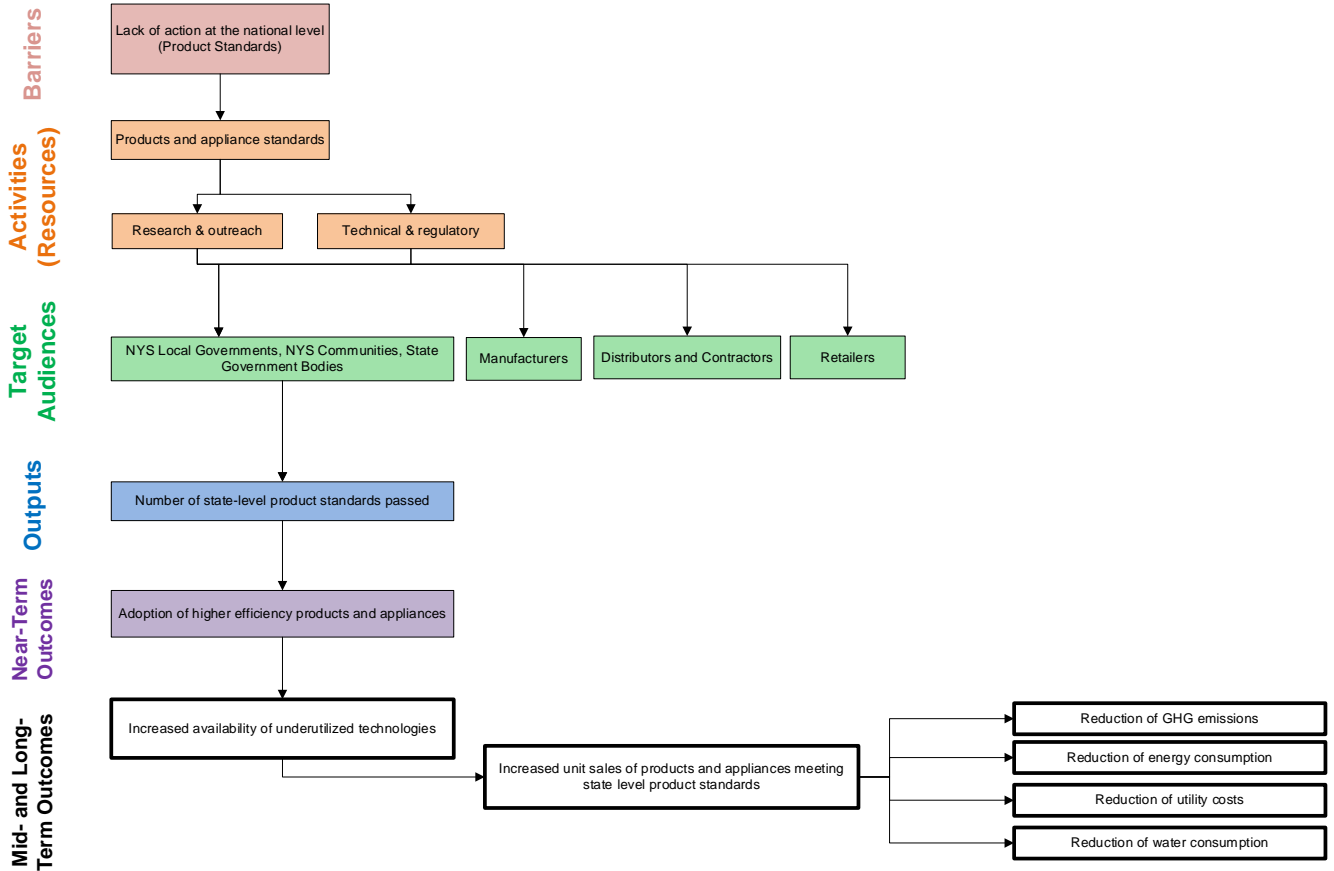 Barriers
Lack of action at the national level
(Product Standards)
Activities
(Resources)
Products and appliance standards
Research & outreach
Technical & regulatory
Target
Audiences
NYS Local Governments, NYS Communities, State
Government Bodies
Manufacturers
Distributors and Contractors
Retailers
Outputs
Number of state-level product standards passed
Near-Term
Outcomes
Adoption of higher efficiency products and appliances
Mid- and Long-
Term Outcomes
Increased availability of underutilized technologies
Increased unit sales of products and appliances meeting
state level product standards
Reduction of GHG emissions
Reduction of energy consumption
Reduction of utility costs
Reduction of water consumption